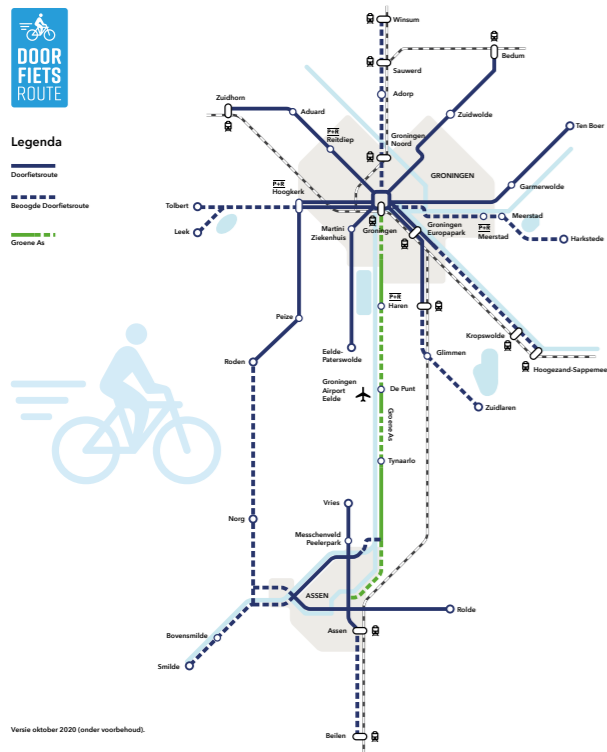 DOOR
FIETS
ROUTE
Legenda
Doorfietsroute
Beoogde Doorfietsroute
Groene As
Winsum
Sauwerd
Bedum
Adorp
Zuidhorn
Aduard
P+R
Reitdiep
Groningen
Noord
Zuidwolde
Ten Boer
GRONINGEN
P+R
Hoogkerk
Garmerwolde
Tolbert
Leek
Martini
Ziekenhuis
Groningen
Groningen
Europapark
Meerstad
P+R
Meerstad
Harkstede
P+R
Haren
Peize
Kropswolde
Eelde-
Paterswolde
Glimmen
Hoogezand-Sappemeer
Roden
Groningen
Airport
Eelde
De Punt
Groene As
Zuidlaren
Tynaarlo
Vries
Norg
Messchenveld
Peelerpark
ASSEN
Rolde
Assen
Bovensmilde
Smilde
Beilen
Versie oktober 2020 (onder voorbehoud).